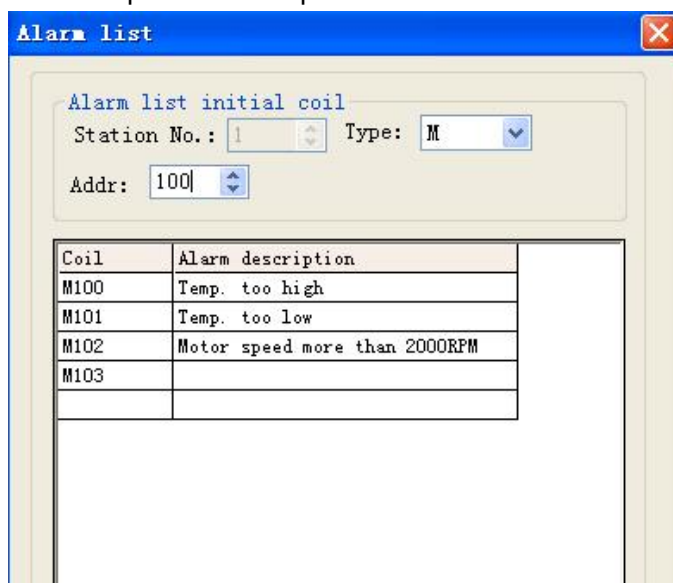 Alarm list
Alarm list initial coil
Station No.: 1 Type: M
Addr: 100
Coil Alarm description
M100 Temp. too high
M101 Temp. too low
M102 Motor speed more than 2000RPM
M103